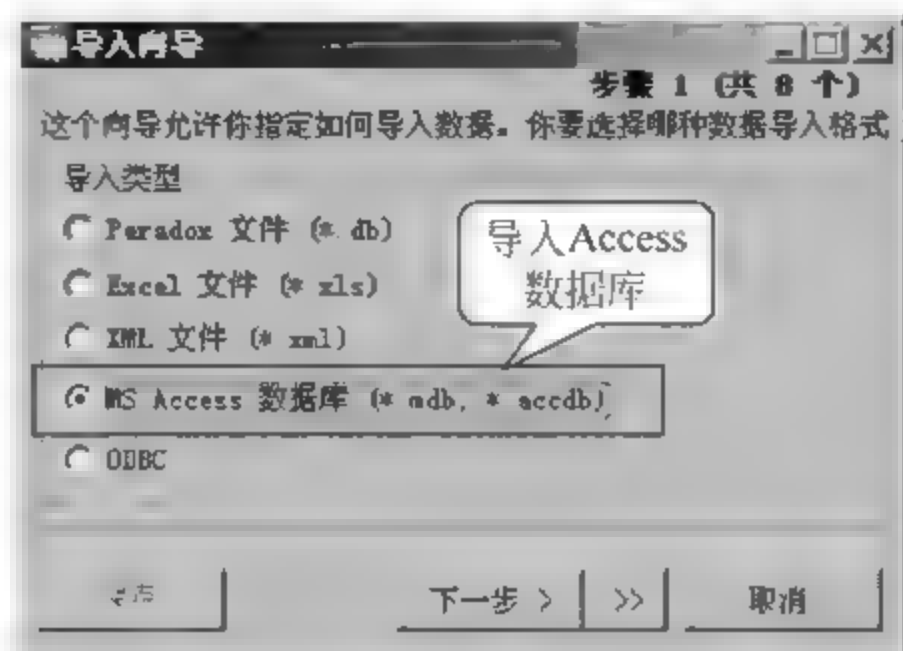 导入向导
步骤 1 (共 8 个)
这个向导允许你指定如何导入数据。你要选择哪种数据导入格式
导入类型
Paradox 文件 (*.db)
Excel 文件 (*.xls)
XML 文件 (*.xml)
MS Access 数据库 (*.mdb, *.accdb)
ODBC
导入Access
数据库
下一步 >
>>
取消